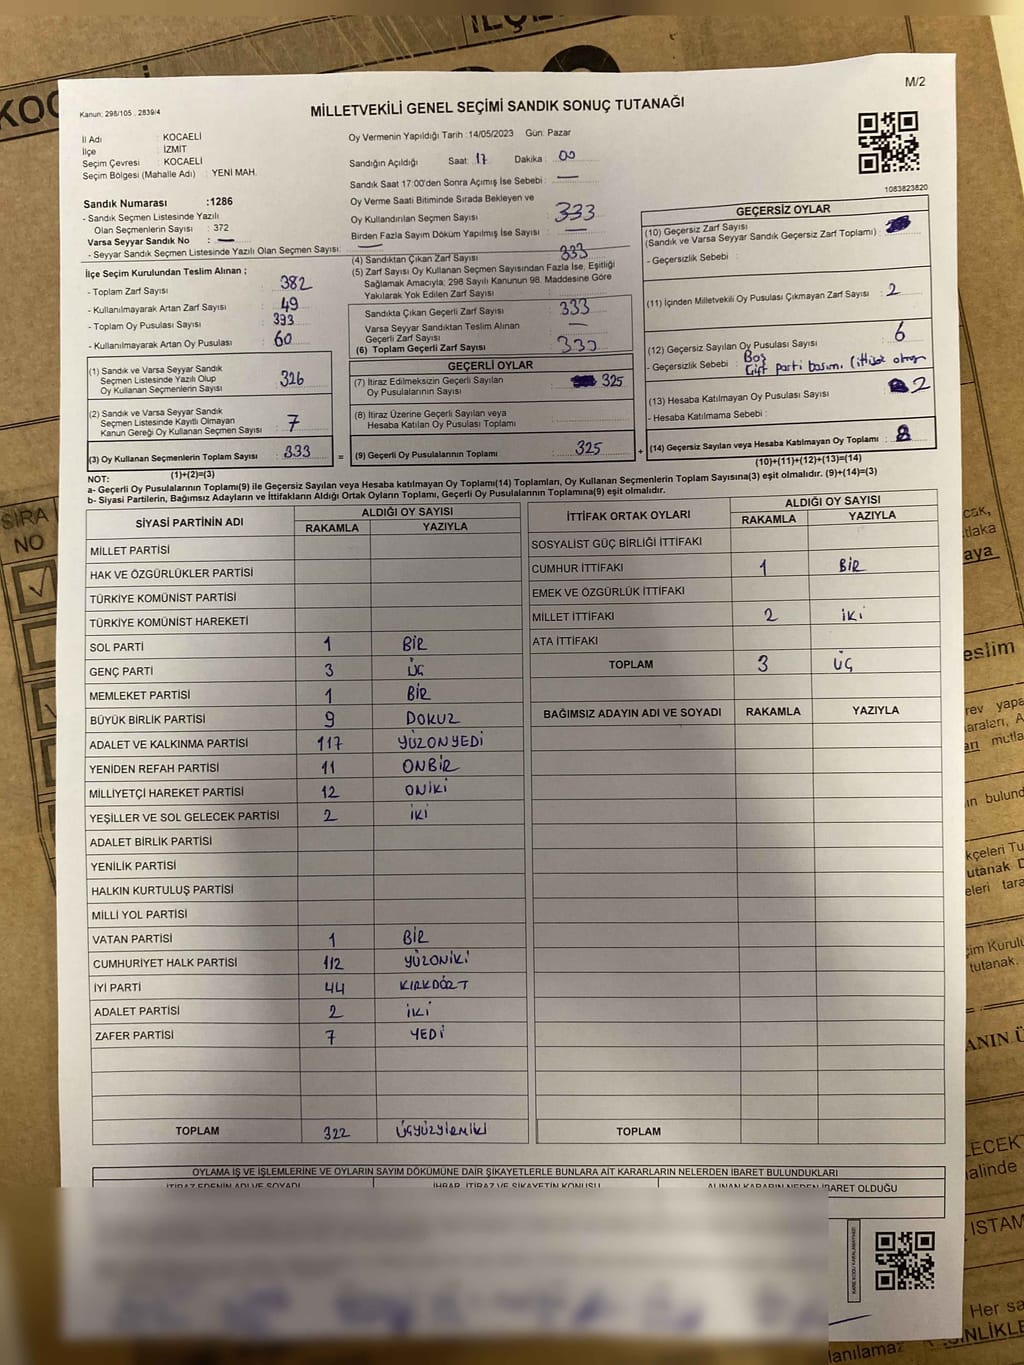 İLÇE
M/2
Kanun: 298/105 , 2839/4
MİLLETVEKİLİ GENEL SEÇİMİ SANDIK SONUÇ TUTANAĞI
İl Adı : KOCAELİ
İlçe : İZMİT
Seçim Çevresi : KOCAELİ
Seçim Bölgesi (Mahalle Adı) : YENİ MAH.
Sandık Numarası :1286
- Sandık Seçmen Listesinde Yazılı
Olan Seçmenlerin Sayısı : 372
Varsa Seyyar Sandık No : —
- Seyyar Sandık Seçmen Listesinde Yazılı Olan Seçmen Sayısı: —
İlçe Seçim Kurulundan Teslim Alınan ;
- Toplam Zarf Sayısı : 382
- Kullanılmayarak Artan Zarf Sayısı : 49
- Toplam Oy Pusulası Sayısı : 393
- Kullanılmayarak Artan Oy Pusulası : 60
(1) Sandık ve Varsa Seyyar Sandık
Seçmen Listesinde Yazılı Olup
Oy Kullanan Seçmenlerin Sayısı : 326
(2) Sandık ve Varsa Seyyar Sandık
Seçmen Listesinde Kayıtlı Olmayan
Kanun Gereği Oy Kullanan Seçmen Sayısı : 7
(3) Oy Kullanan Seçmenlerin Toplam Sayısı : 333
(1)+(2)=(3)
Oy Vermenin Yapıldığı Tarih :14/05/2023 Gün: Pazar
Sandığın Açıldığı Saat: 17 Dakika : 00
Sandık Saat 17:00'den Sonra Açımış İse Sebebi : —
Oy Verme Saati Bitiminde Sırada Bekleyen ve
Oy Kullandırılan Seçmen Sayısı : 333
Birden Fazla Sayım Döküm Yapılmış İse Sayısı : —
(4) Sandıktan Çıkan Zarf Sayısı : 333
(5) Zarf Sayısı Oy Kullanan Seçmen Sayısından Fazla İse, Eşitliği
Sağlamak Amacıyla, 298 Sayılı Kanunun 98. Maddesine Göre
Yakılarak Yok Edilen Zarf Sayısı :
Sandıkta Çıkan Geçerli Zarf Sayısı : 333
Varsa Seyyar Sandıktan Teslim Alınan
Geçerli Zarf Sayısı : —
(6) Toplam Geçerli Zarf Sayısı : 333
GEÇERLİ OYLAR
(7) İtiraz Edilmeksizin Geçerli Sayılan
Oy Pusulasının Sayısı : 325
(8) İtiraz Üzerine Geçerli Sayılan veya
Hesaba Katılan Oy Pusulası Toplamı :
= (9) Geçerli Oy Pusulalarının Toplamı : 325 +
1083823820
GEÇERSİZ OYLAR
(10) Geçersiz Zarf Sayısı
(Sandık ve Varsa Seyyar Sandık Geçersiz Zarf Toplamı) :
- Geçersizlik Sebebi :
(11) İçinden Milletvekili Oy Pusulası Çıkmayan Zarf Sayısı : 2
(12) Geçersiz Sayılan Oy Pusulası Sayısı : 6
- Geçersizlik Sebebi : Boş
Çift parti basımı
(13) Hesaba Katılmayan Oy Pusulası Sayısı : 2
- Hesaba Katılmama Sebebi :
(14) Geçersiz Sayılan veya Hesaba Katılmayan Oy Toplamı : 8
(10)+(11)+(12)+(13)=(14)
NOT:
a- Geçerli Oy Pusulalarının Toplamı(9) ile Geçersiz Sayılan veya Hesaba katılmayan Oy Toplamı(14) Toplamları, Oy Kullanan Seçmenlerin Toplam Sayısına(3) eşit olmalıdır. (9)+(14)=(3)
b- Siyasi Partilerin, Bağımsız Adayların ve İttifakların Aldığı Ortak Oyların Toplamı, Geçerli Oy Pusulalarının Toplamına(9) eşit olmalıdır.
SİYASİ PARTİNİN ADI ALDIĞI OY SAYISI
RAKAMLA YAZIYLA
MİLLET PARTİSİ
HAK VE ÖZGÜRLÜKLER PARTİSİ
TÜRKİYE KOMÜNİST PARTİSİ
TÜRKİYE KOMÜNİST HAREKETİ
SOL PARTİ 1 BİR
GENÇ PARTİ 3 ÜÇ
MEMLEKET PARTİSİ 1 BİR
BÜYÜK BİRLİK PARTİSİ 9 DOKUZ
ADALET VE KALKINMA PARTİSİ 117 YÜZONYEDİ
YENİDEN REFAH PARTİSİ 11 ONBİR
MİLLİYETÇİ HAREKET PARTİSİ 12 ONİKİ
YEŞİLLER VE SOL GELECEK PARTİSİ 2 İKİ
ADALET BİRLİK PARTİSİ
YENİLİK PARTİSİ
HALKIN KURTULUŞ PARTİSİ
MİLLİ YOL PARTİSİ
VATAN PARTİSİ 1 BİR
CUMHURİYET HALK PARTİSİ 112 YÜZONİKİ
İYİ PARTİ 44 KIRKDÖRT
ADALET PARTİSİ 2 İKİ
ZAFER PARTİSİ 7 YEDİ
TOPLAM 322 ÜÇYÜZYİRMİİKİ
İTTİFAK ORTAK OYLARI ALDIĞI OY SAYISI
RAKAMLA YAZIYLA
SOSYALİST GÜÇ BİRLİĞİ İTTİFAKI
CUMHUR İTTİFAKI 1 BİR
EMEK VE ÖZGÜRLÜK İTTİFAKI
MİLLET İTTİFAKI 2 İKİ
ATA İTTİFAKI
TOPLAM 3 ÜÇ
BAĞIMSIZ ADAYIN ADI VE SOYADI RAKAMLA YAZIYLA
TOPLAM
OYLAMA İŞ VE İŞLEMLERİNE VE OYLARIN SAYIM DÖKÜMÜNE DAİR ŞİKAYETLERLE BUNLARA AİT KARARLARIN NELERDEN İBARET BULUNDUKLARI
İTİRAZ EDENİN ADI VE SOYADI İHBAR, İTİRAZ VE ŞİKAYETİN KONUSU ALINAN KARARIN NEDEN İBARET OLDUĞU
SIRA
NO
eslim